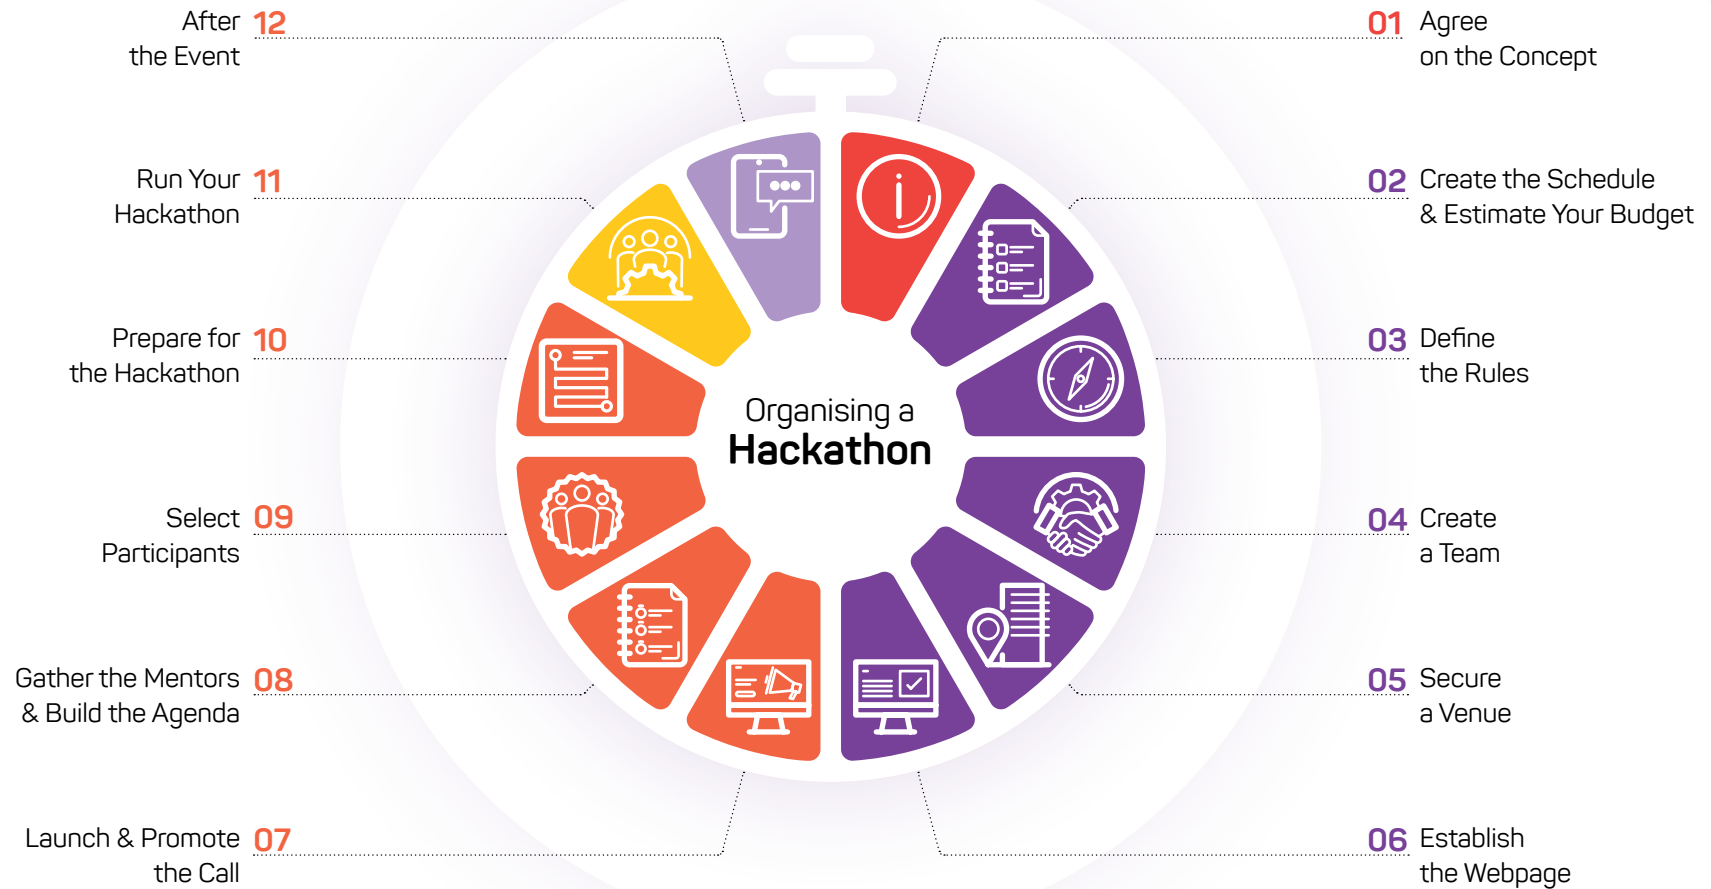 Organising a
Hackathon
01 Agree
on the Concept
02 Create the Schedule
& Estimate Your Budget
03 Define
the Rules
04 Create
a Team
05 Secure
a Venue
06 Establish
the Webpage
Launch & Promote 07
the Call
Gather the Mentors 08
& Build the Agenda
Select 09
Participants
Prepare for 10
the Hackathon
Run Your 11
Hackathon
After 12
the Event